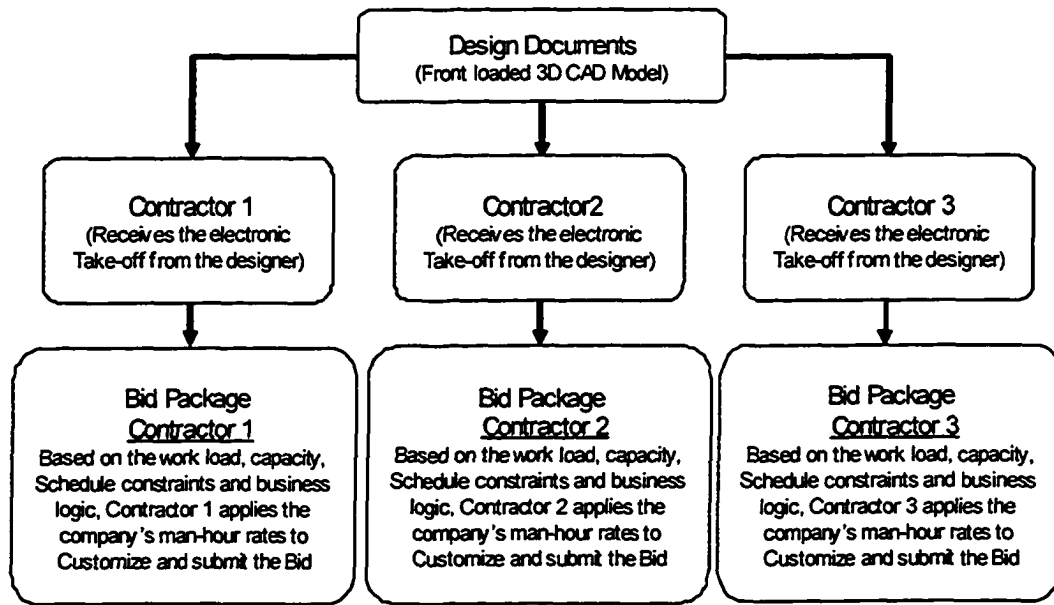 Design Documents
(Front loaded 3D CAD Model)
Contractor 1
(Receives the electronic
Take-off from the designer)
Contractor2
(Receives the electronic
Take-off from the designer)
Contractor 3
(Receives the electronic
Take-off from the designer)
Bid Package
Contractor 1
Based on the work load, capacity,
Schedule constraints and business
logic, Contractor 1 applies the
company's man-hour rates to
Customize and submit the Bid
Bid Package
Contractor 2
Based on the work load, capacity,
Schedule constraints and business
logic, Contractor 2 applies the
company's man-hour rates to
Customize and submit the Bid
Bid Package
Contractor 3
Based on the work load, capacity,
Schedule constraints and business
logic, Contractor 3 applies the
company's man-hour rates to
Customize and submit the Bid